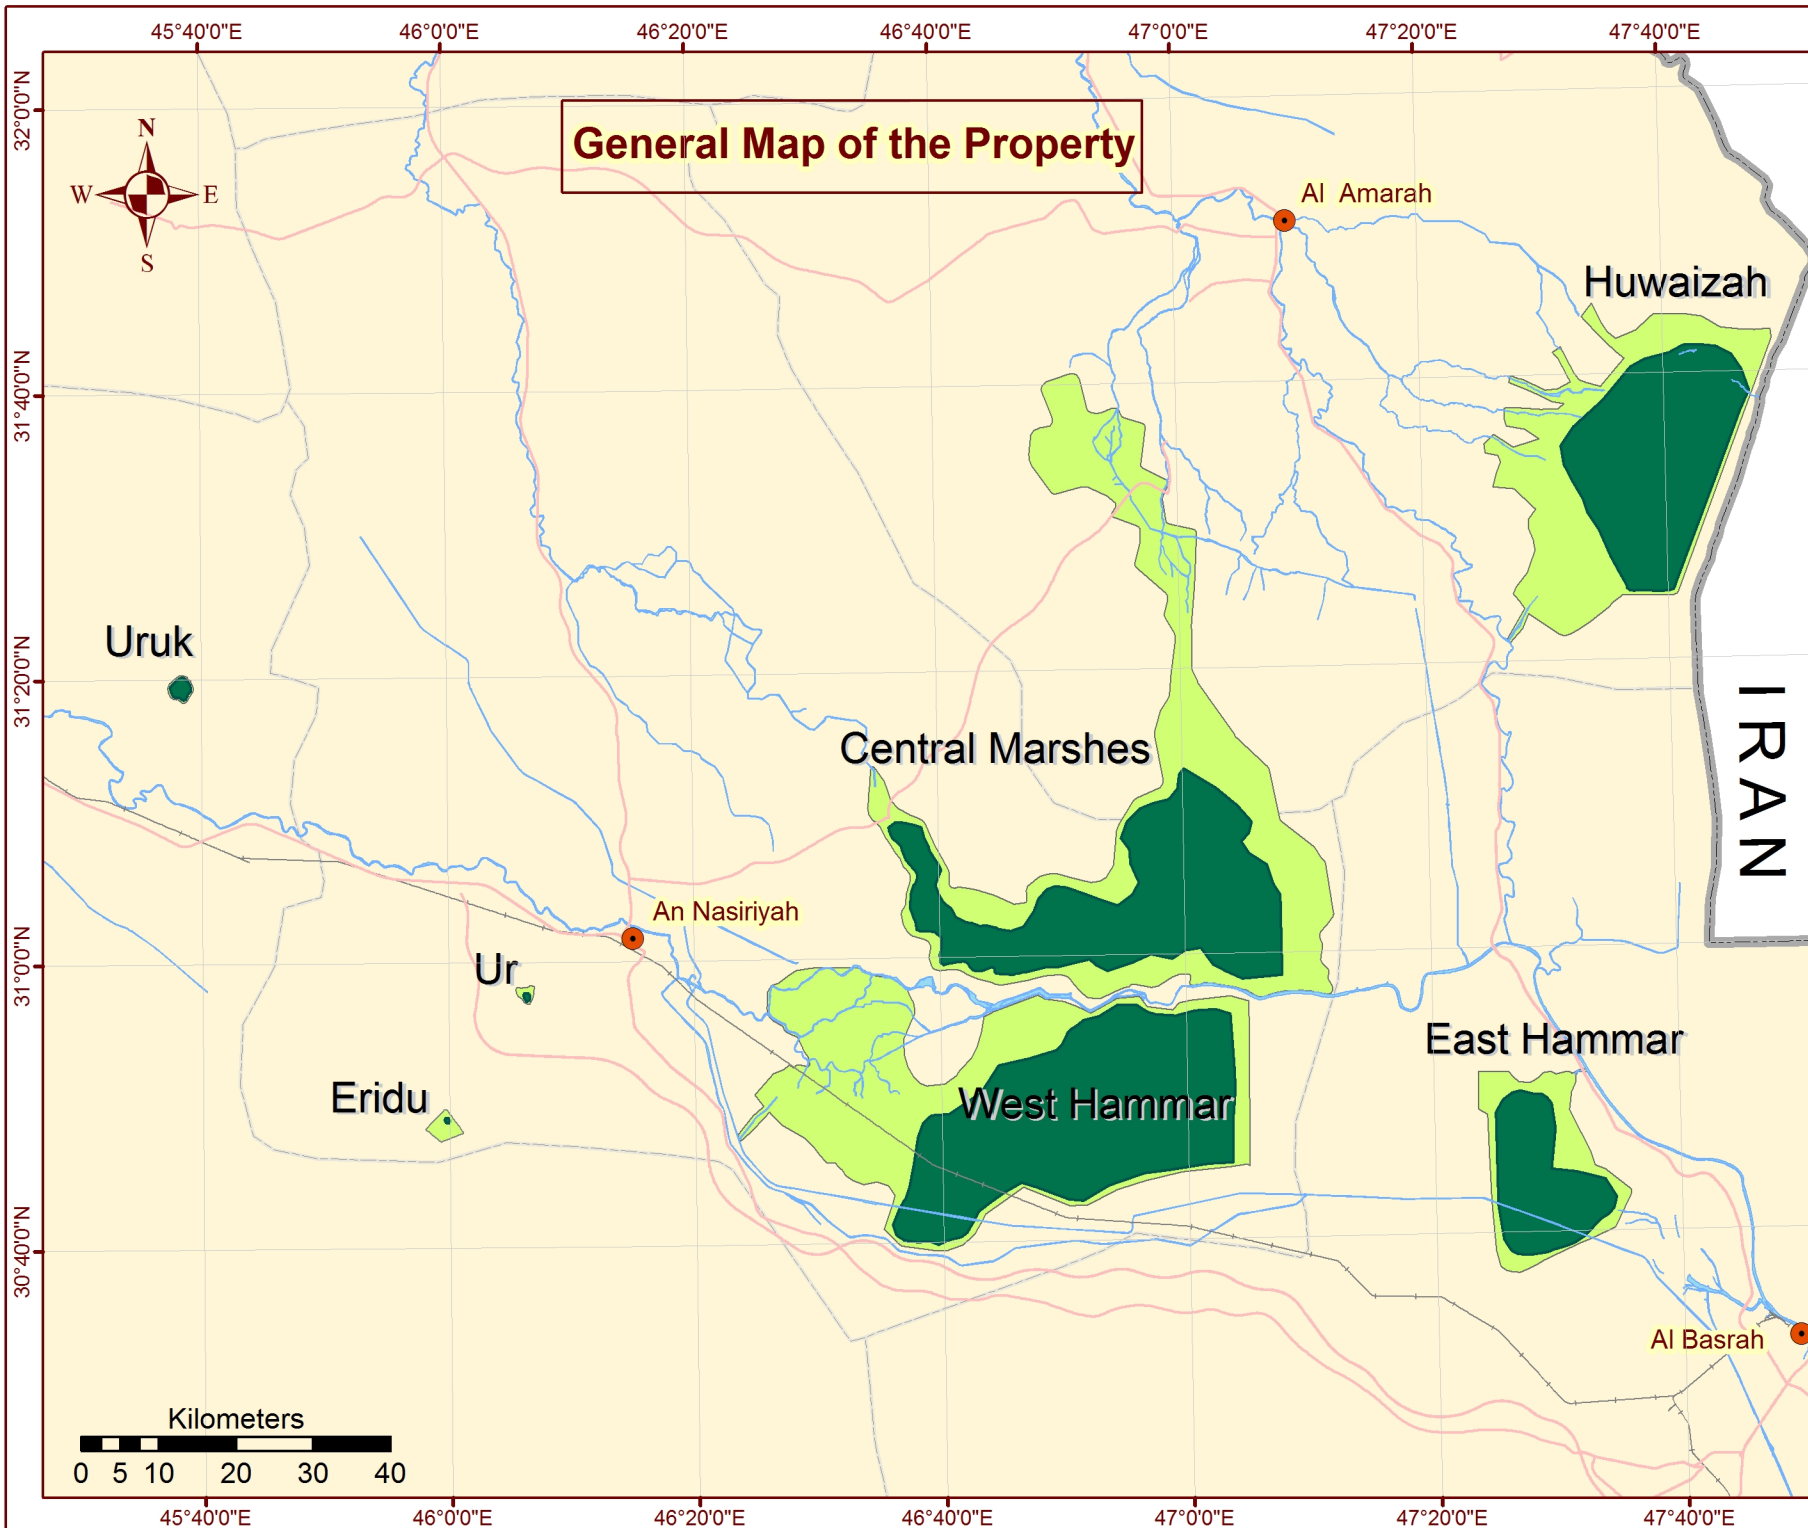 45°40'0"E 46°0'0"E 46°20'0"E 46°40'0"E 47°0'0"E 47°20'0"E 47°40'0"E
32°0'0"N
N
W E
S
General Map of the Property
Al Amarah
Huwaizah
31°40'0"N
Uruk
31°20'0"N
IRAN
Central Marshes
An Nasiriyah
Ur
31°0'0"N
East Hammar
Eridu
West Hammar
30°40'0"N
Al Basrah
Kilometers
0 5 10 20 30 40
45°40'0"E 46°0'0"E 46°20'0"E 46°40'0"E 47°0'0"E 47°20'0"E 47°40'0"E